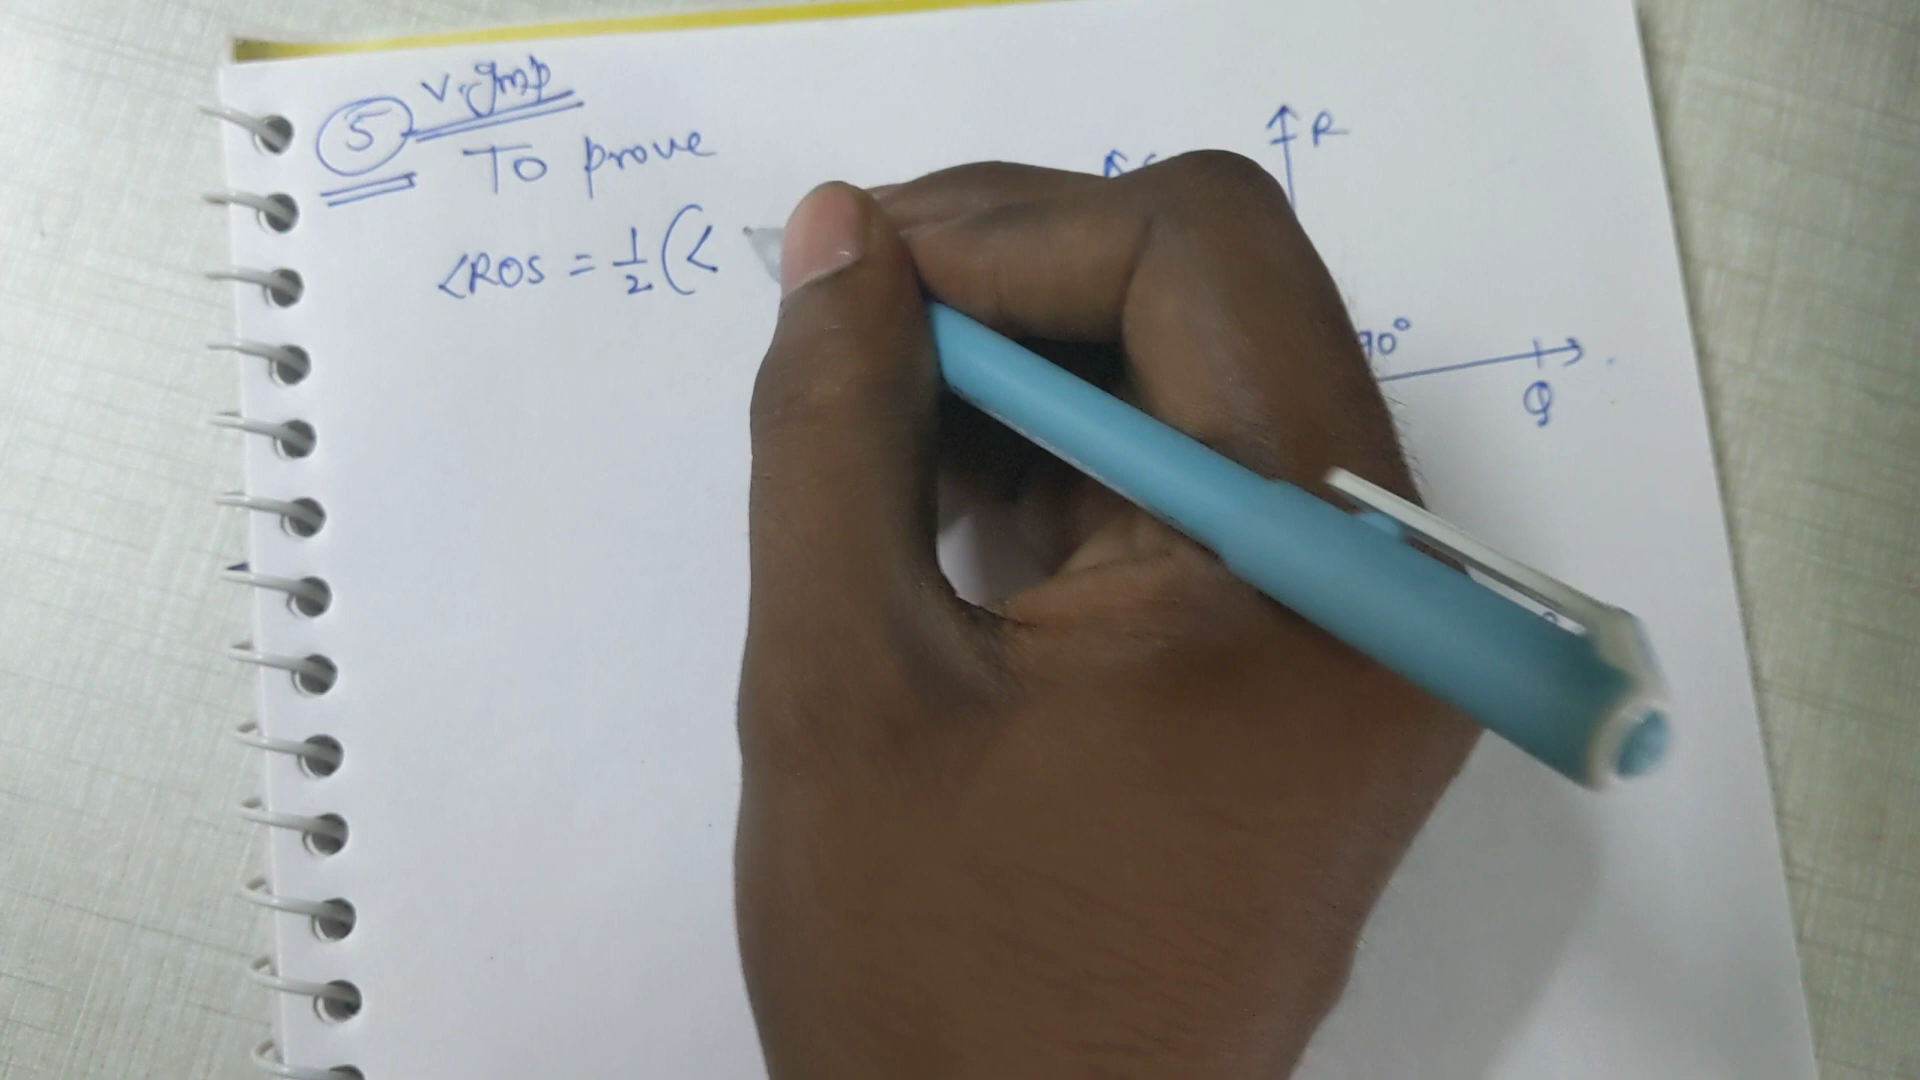 5 V.Imp
To prove
∠ROS = 1/2 (∠
R
90°
Q